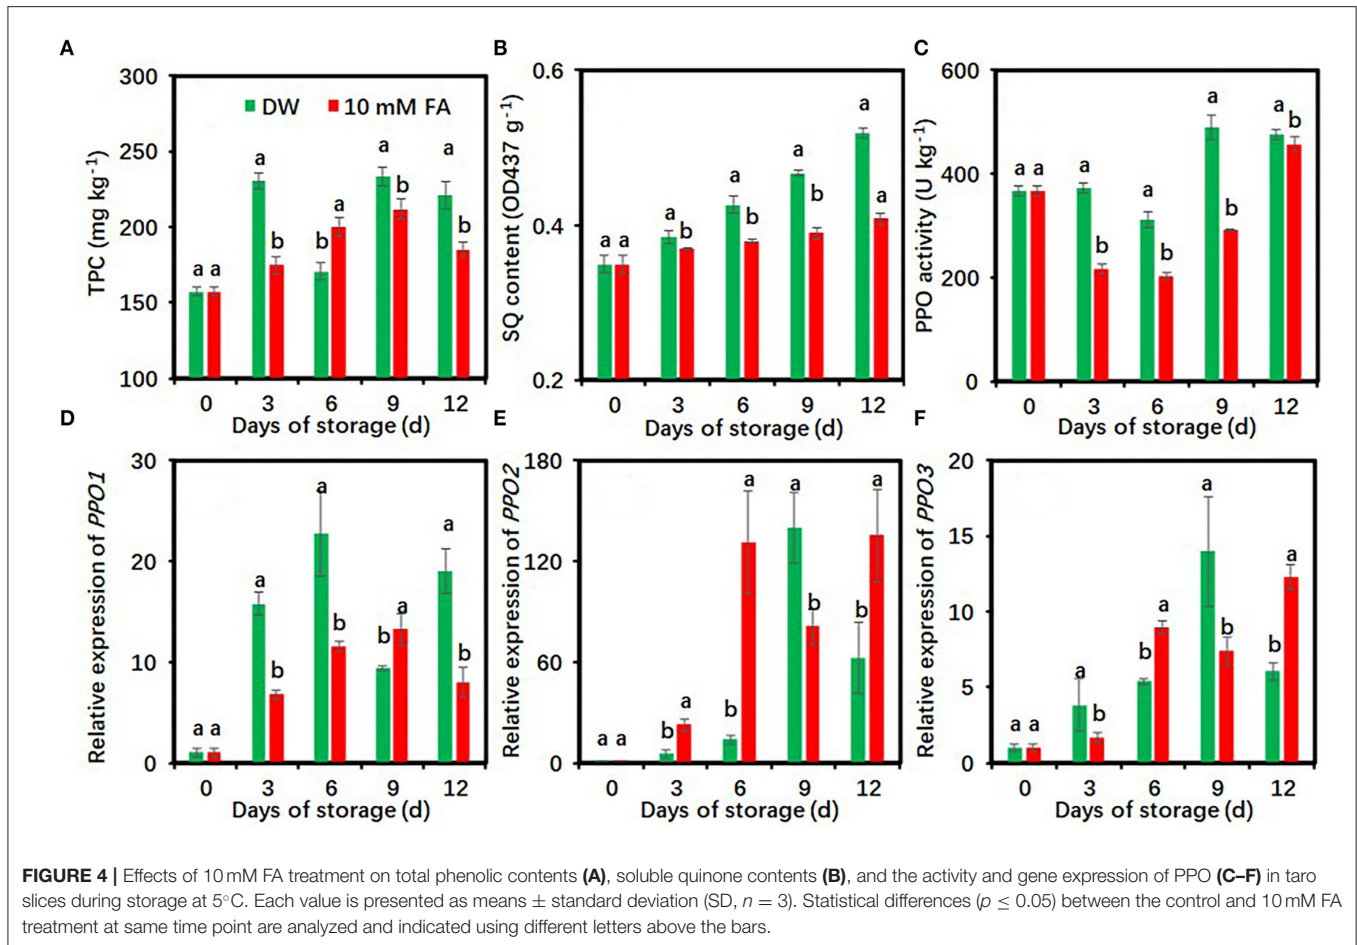 A
300
250
200
150
100
TPC (mg kg-1)
DW 10 mM FA
a a
a b
b a
a b
a b
0 3 6 9 12
Days of storage (d)
B
0.6
0.4
0.2
SQ content (OD437 g-1)
a a
a b
a b
a b
a a
0 3 6 9 12
Days of storage (d)
C
600
400
200
0
PPO activity (U kg-1)
a a
a b
a b
a b
a b
0 3 6 9 12
Days of storage (d)
D
30
20
10
0
Relative expression of PPO1
a a
a b
a b
b a
a b
0 3 6 9 12
Days of storage (d)
E
180
120
60
0
Relative expression of PPO2
a a
b a
b a
a b
b a
0 3 6 9 12
Days of storage (d)
F
20
15
10
5
0
Relative expression of PPO3
a a
a b
b a
a b
b a
0 3 6 9 12
Days of storage (d)
FIGURE 4 | Effects of 10 mM FA treatment on total phenolic contents (A), soluble quinone contents (B), and the activity and gene expression of PPO (C–F) in taro
slices during storage at 5°C. Each value is presented as means ± standard deviation (SD, n = 3). Statistical differences (p ≤ 0.05) between the control and 10 mM FA
treatment at same time point are analyzed and indicated using different letters above the bars.